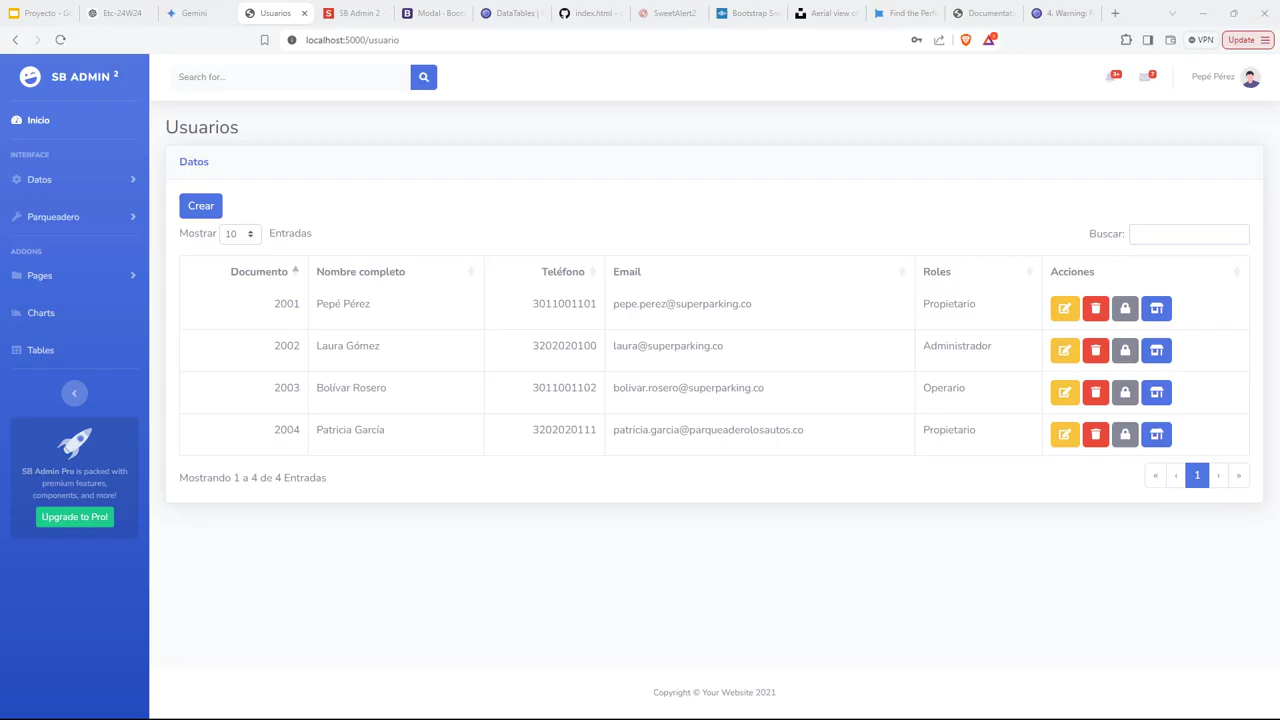 Proyecto - G
Etc-24W24
Gemini
Usuarios
SB Admin 2
Modal · Boots
DataTables |
index.html -
SweetAlert2
Bootstrap Sn
Aerial view of
Find the Perf
Documentat
4. Warning:
localhost:5000/usuario
VPN
Update
SB ADMIN 2
Search for...
3+
7
Pepé Pérez
Inicio
INTERFACE
Datos
Parqueadero
ADDONS
Pages
Charts
Tables
SB Admin Pro is packed with
premium features,
components, and more!
Upgrade to Pro!
Usuarios
Datos
Crear
Mostrar 10 Entradas
Buscar:
Documento Nombre completo Teléfono Email Roles Acciones
2001 Pepé Pérez 3011001101 pepe.perez@superparking.co Propietario
2002 Laura Gómez 3202020100 laura@superparking.co Administrador
2003 Bolívar Rosero 3011001102 bolivar.rosero@superparking.co Operario
2004 Patricia García 3202020111 patricia.garcia@parqueaderolosautos.co Propietario
Mostrando 1 a 4 de 4 Entradas
« ‹ 1 › »
Copyright © Your Website 2021